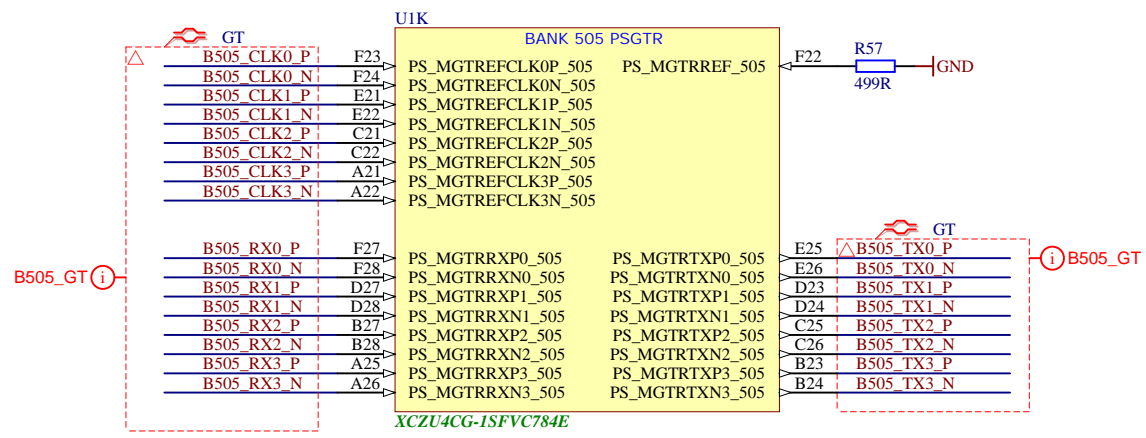 U1K
GT
BANK 505 PSGTR
B505_CLK0_P F23 PS_MGTREFCLK0P_505 PS_MGTRREF_505 F22 R57 GND
499R
B505_CLK0_N F24 PS_MGTREFCLK0N_505
B505_CLK1_P E21 PS_MGTREFCLK1P_505
B505_CLK1_N E22 PS_MGTREFCLK1N_505
B505_CLK2_P C21 PS_MGTREFCLK2P_505
B505_CLK2_N C22 PS_MGTREFCLK2N_505
B505_CLK3_P A21 PS_MGTREFCLK3P_505
B505_CLK3_N A22 PS_MGTREFCLK3N_505
GT
B505_RX0_P F27 PS_MGTRRXP0_505 PS_MGTRTXP0_505 E25 B505_TX0_P
B505_GT i B505_RX0_N F28 PS_MGTRRXN0_505 PS_MGTRTXN0_505 E26 B505_TX0_N i B505_GT
B505_RX1_P D27 PS_MGTRRXP1_505 PS_MGTRTXP1_505 D23 B505_TX1_P
B505_RX1_N D28 PS_MGTRRXN1_505 PS_MGTRTXN1_505 D24 B505_TX1_N
B505_RX2_P B27 PS_MGTRRXP2_505 PS_MGTRTXP2_505 C25 B505_TX2_P
B505_RX2_N B28 PS_MGTRRXN2_505 PS_MGTRTXN2_505 C26 B505_TX2_N
B505_RX3_P A25 PS_MGTRRXP3_505 PS_MGTRTXP3_505 B23 B505_TX3_P
B505_RX3_N A26 PS_MGTRRXN3_505 PS_MGTRTXN3_505 B24 B505_TX3_N
XCZU4CG-1SFVC784E